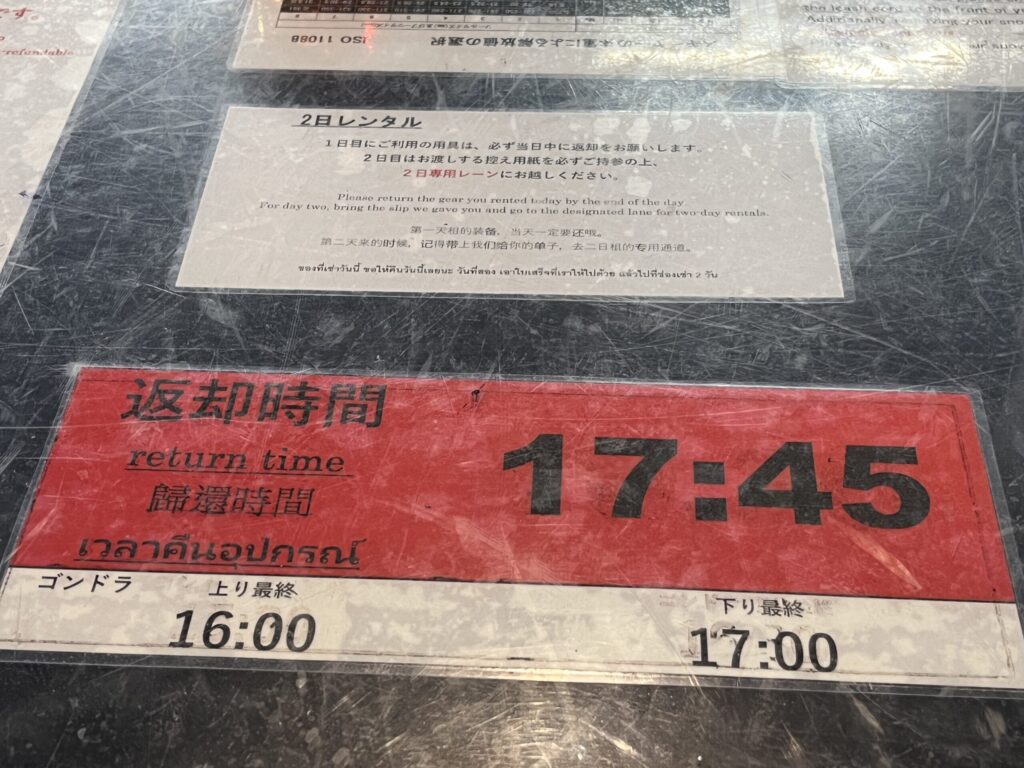 す。
refundable
ISO 11088
2日レンタル
1日目にご利用の用具は、必ず当日中に返却をお願いします。
2日目はお渡しする控え用紙を必ずご持参の上、
2日専用レーンにお越しください。
Please return the gear you rented today by the end of the day
For day two, bring the slip we gave you and go to the designated lane for two-day rentals.
第一天租的装备，当天一定要还哦。
第二天来的时候，记得带上我们给你的单子，去二日租的专用通道。
ของที่เช่าวันนี้ ขอให้คืนวันนี้เลยนะ วันที่สอง เอาใบเสร็จที่เราให้ไปด้วย แล้วไปที่ช่องเช่า 2 วัน
返却時間
return time
歸還時間
เวลาคืนอุปกรณ์
17:45
ゴンドラ 上り最終 下り最終
16:00 17:00